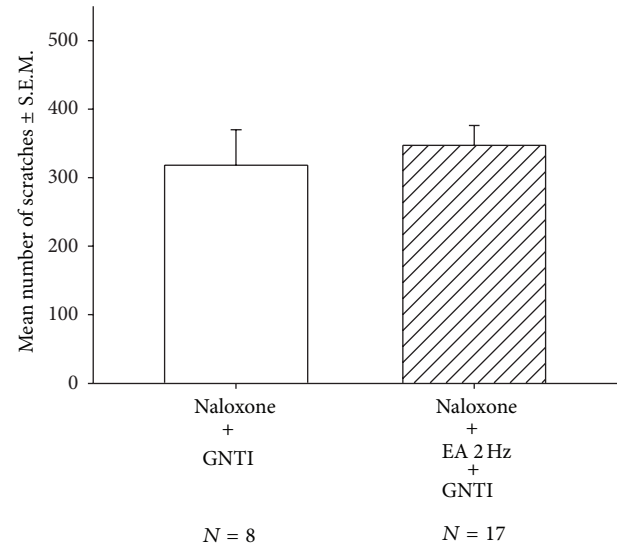 Mean number of scratches ± S.E.M.
500
400
300
200
100
0
Naloxone
+
GNTI
N = 8
Naloxone
+
EA 2 Hz
+
GNTI
N = 17